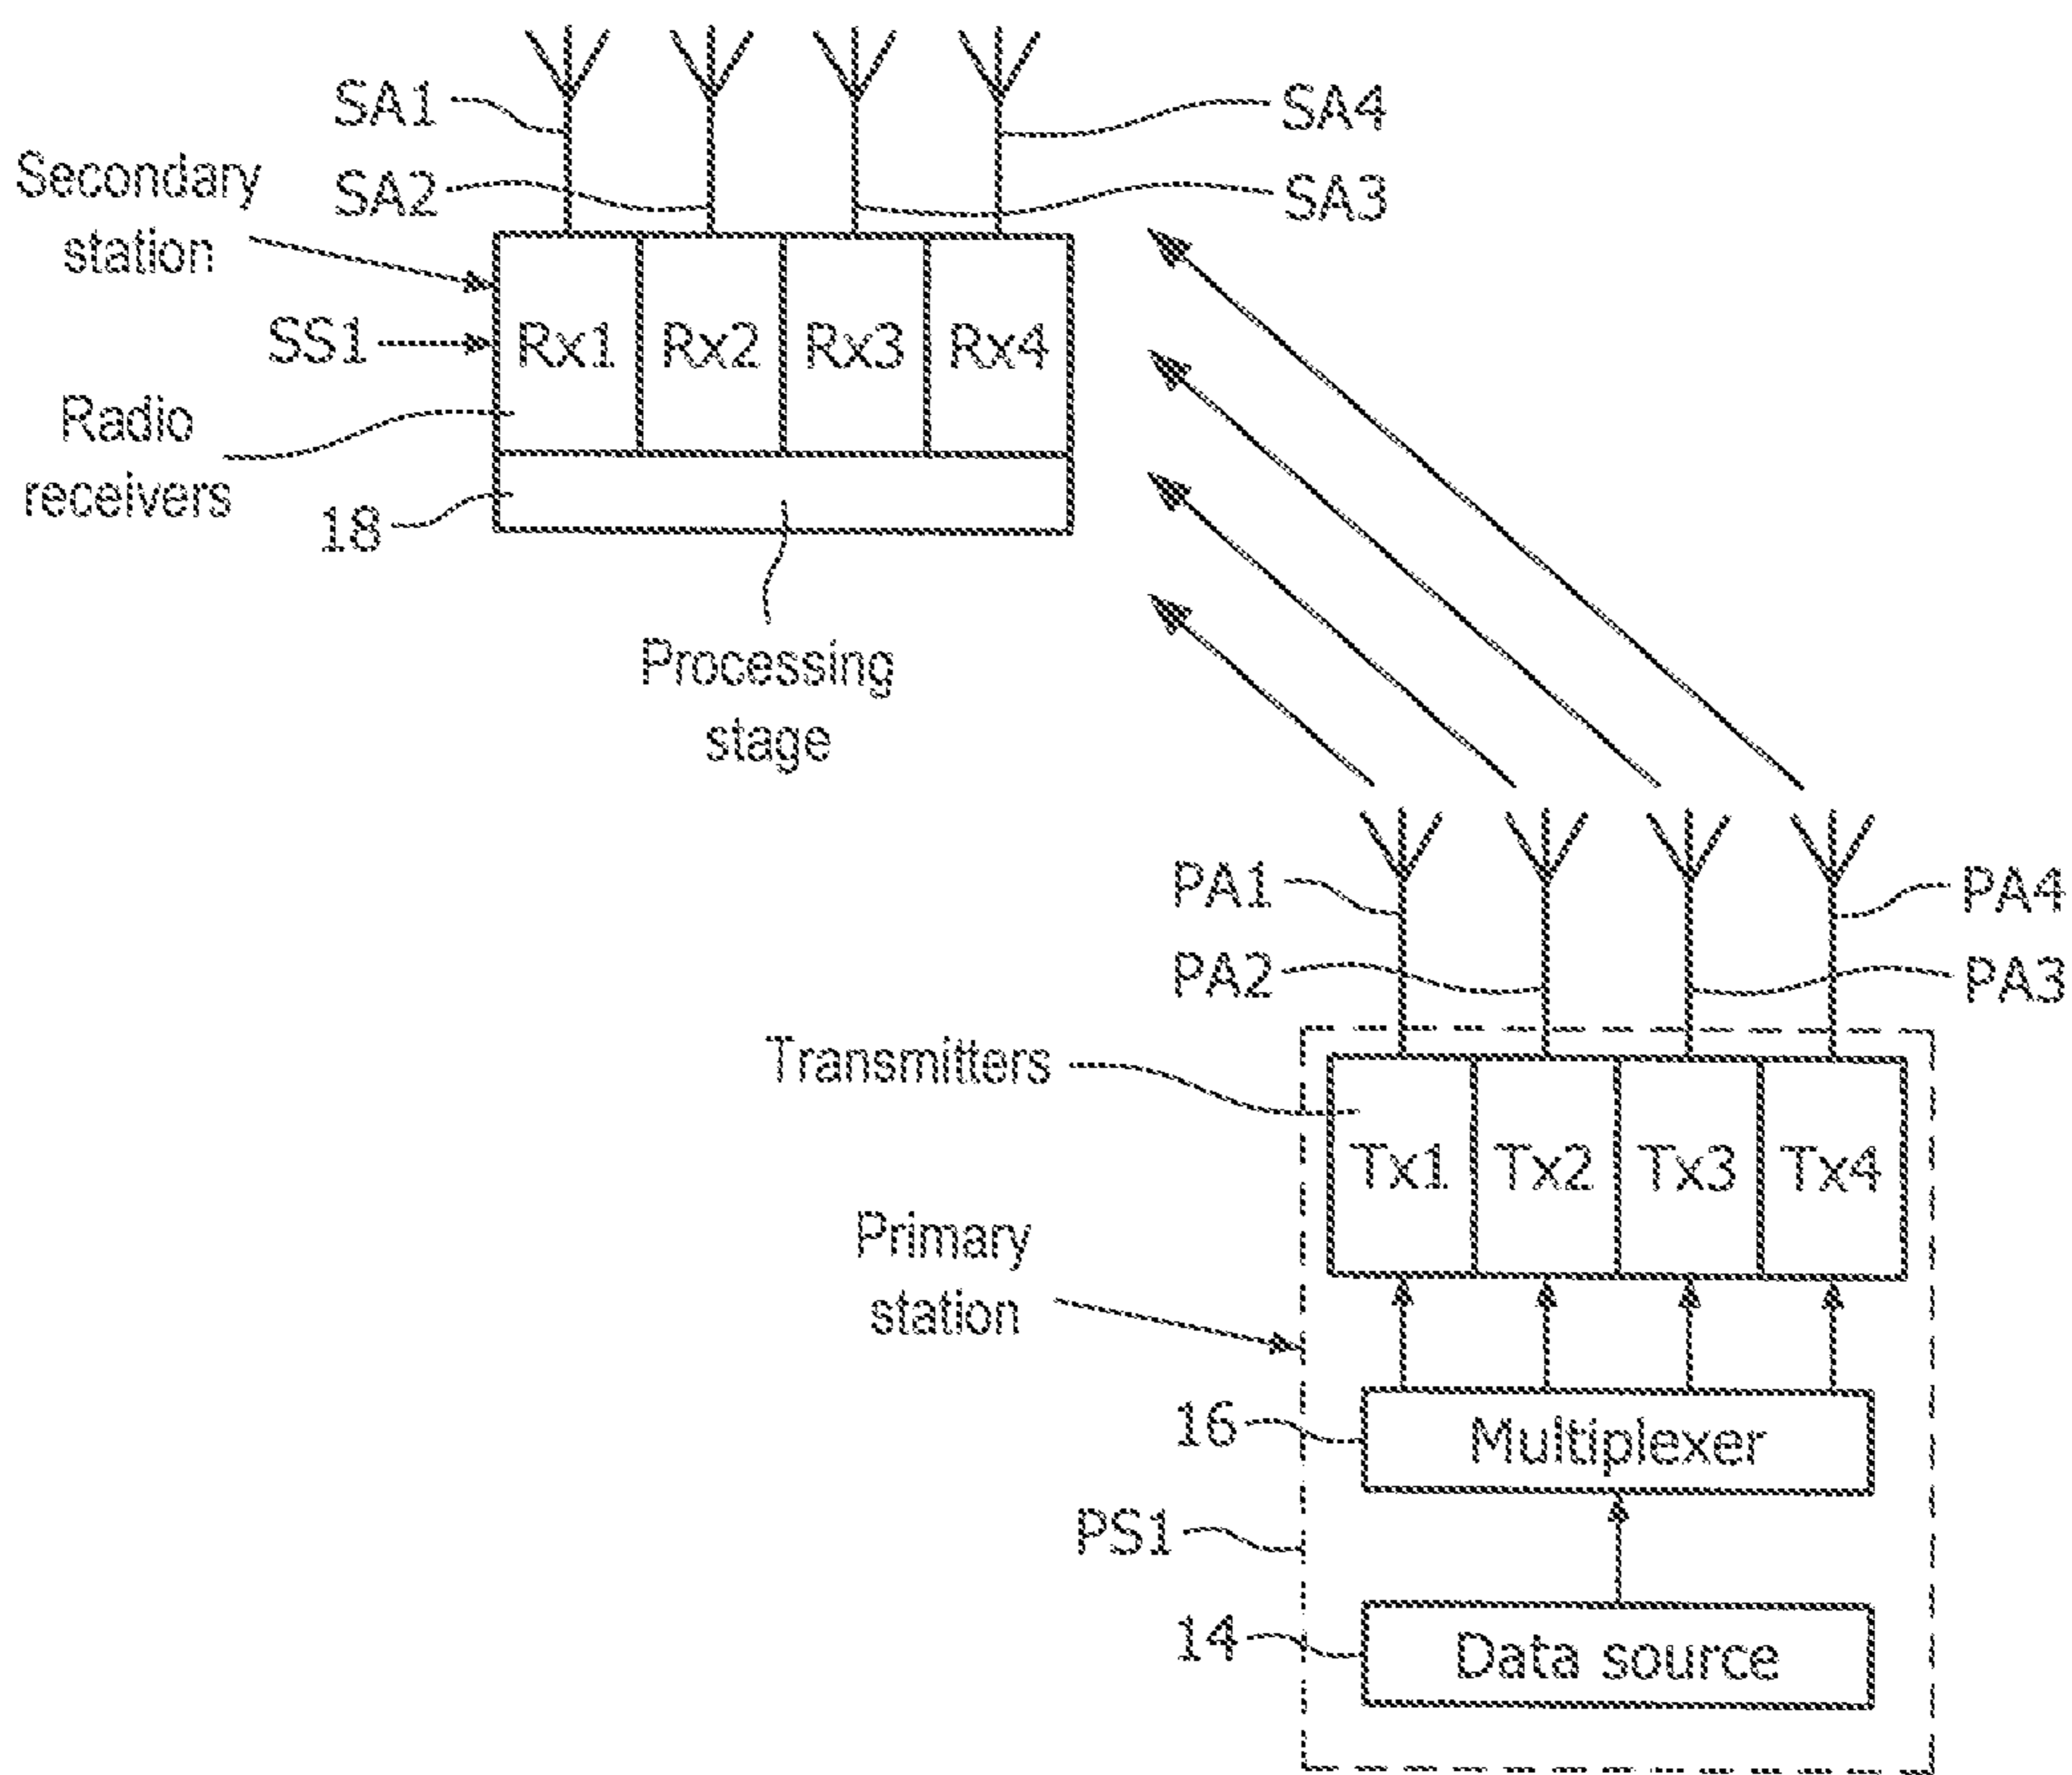 SA1
SA4
Secondary
station
SA2
SA3
SS1
Rx1 Rx2 Rx3 Rx4
Radio
receivers
18
Processing
stage
PA1
PA4
PA2
PA3
Transmitters
Tx1 Tx2 Tx3 Tx4
Primary
station
16
Multiplexer
PS1
14
Data source